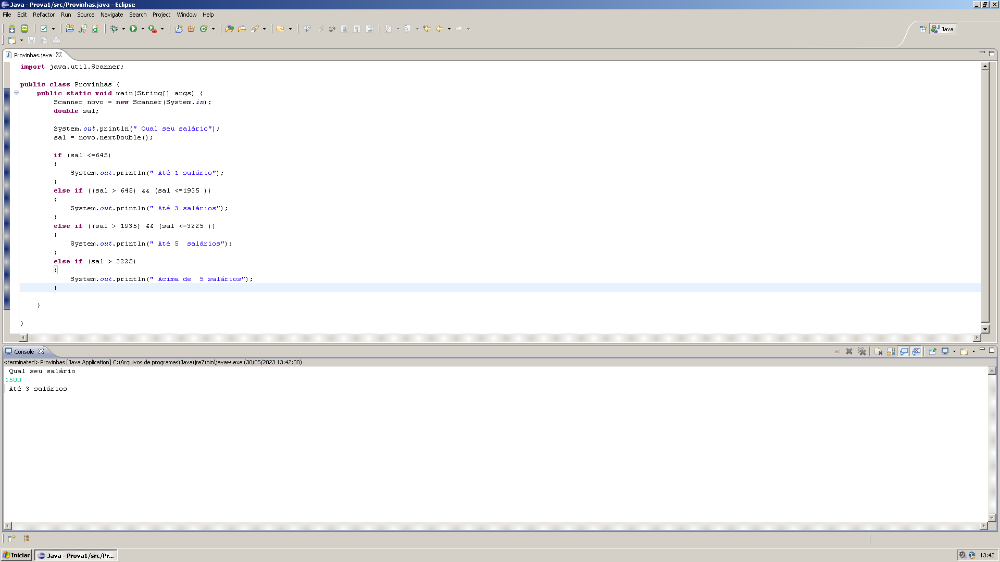 Java - Prova1/src/Provinhas.java - Eclipse
File Edit Refactor Run Source Navigate Search Project Window Help
Java
Provinhas.java
import java.util.Scanner;
public class Provinhas {
public static void main(String[] args) {
Scanner novo = new Scanner(System.in);
double sal;
System.out.println(" Qual seu salário");
sal = novo.nextDouble();
if (sal <=645)
{
System.out.println(" Até 1 salário");
}
else if ((sal > 645) && (sal <=1935 ))
{
System.out.println(" Até 3 salários");
}
else if ((sal > 1935) && (sal <=3225 ))
{
System.out.println(" Até 5  salários");
}
else if (sal > 3225)
{
System.out.println(" Acima de  5 salários");
}
}
}
Console
<terminated> Provinhas [Java Application] C:\Arquivos de programas\Java\jre7\bin\javaw.exe (30/05/2023 13:42:00)
Qual seu salário
1500
Até 3 salários
Iniciar Java - Prova1/src/Pr... 13:42